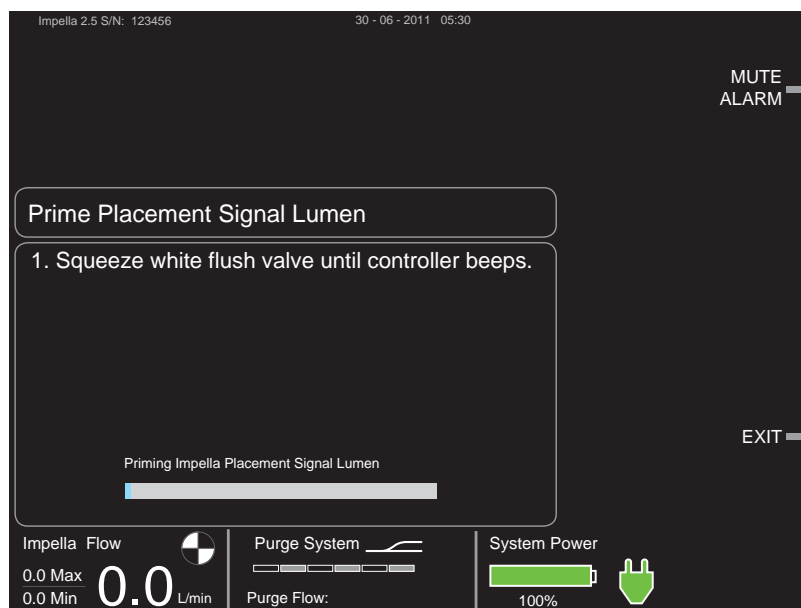 Impella 2.5 S/N: 123456
30 - 06 - 2011 05:30
MUTE
ALARM
Prime Placement Signal Lumen
1. Squeeze white flush valve until controller beeps.
EXIT
Priming Impella Placement Signal Lumen
Impella Flow
0.0 Max
0.0 Min
0.0 L/min
Purge System
Purge Flow:
System Power
100%